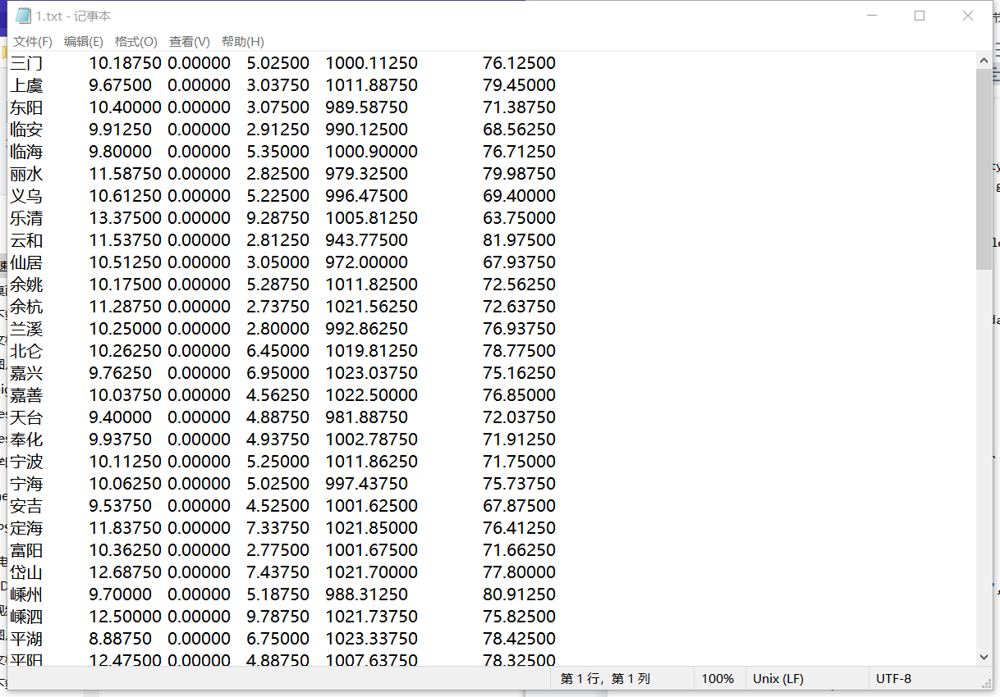 1.txt - 记事本
文件(F) 编辑(E) 格式(O) 查看(V) 帮助(H)
三门 10.18750 0.00000 5.02500 1000.11250 76.12500
上虞 9.67500 0.00000 3.03750 1011.88750 79.45000
东阳 10.40000 0.00000 3.07500 989.58750 71.38750
临安 9.91250 0.00000 2.91250 990.12500 68.56250
临海 9.80000 0.00000 5.35000 1000.90000 76.71250
丽水 11.58750 0.00000 2.82500 979.32500 79.98750
义乌 10.61250 0.00000 5.22500 996.47500 69.40000
乐清 13.37500 0.00000 9.28750 1005.81250 63.75000
云和 11.53750 0.00000 2.81250 943.77500 81.97500
仙居 10.51250 0.00000 3.05000 972.00000 67.93750
余姚 10.17500 0.00000 5.28750 1011.82500 72.56250
余杭 11.28750 0.00000 2.73750 1021.56250 72.63750
兰溪 10.25000 0.00000 2.80000 992.86250 76.93750
北仑 10.26250 0.00000 6.45000 1019.81250 78.77500
嘉兴 9.76250 0.00000 6.95000 1023.03750 75.16250
嘉善 10.03750 0.00000 4.56250 1022.50000 76.85000
天台 9.40000 0.00000 4.88750 981.88750 72.03750
奉化 9.93750 0.00000 4.93750 1002.78750 71.91250
宁波 10.11250 0.00000 5.25000 1011.86250 71.75000
宁海 10.06250 0.00000 5.02500 997.43750 75.73750
安吉 9.53750 0.00000 4.52500 1001.62500 67.87500
定海 11.83750 0.00000 7.33750 1021.85000 76.41250
富阳 10.36250 0.00000 2.77500 1001.67500 71.66250
岱山 12.68750 0.00000 7.43750 1021.70000 77.80000
嵊州 9.70000 0.00000 5.18750 988.31250 80.91250
嵊泗 12.50000 0.00000 9.78750 1021.73750 75.82500
平湖 8.88750 0.00000 6.75000 1023.33750 78.42500
平阳 12.47500 0.00000 4.88750 1007.63750 78.32500
第 1 行，第 1 列 100% Unix (LF) UTF-8